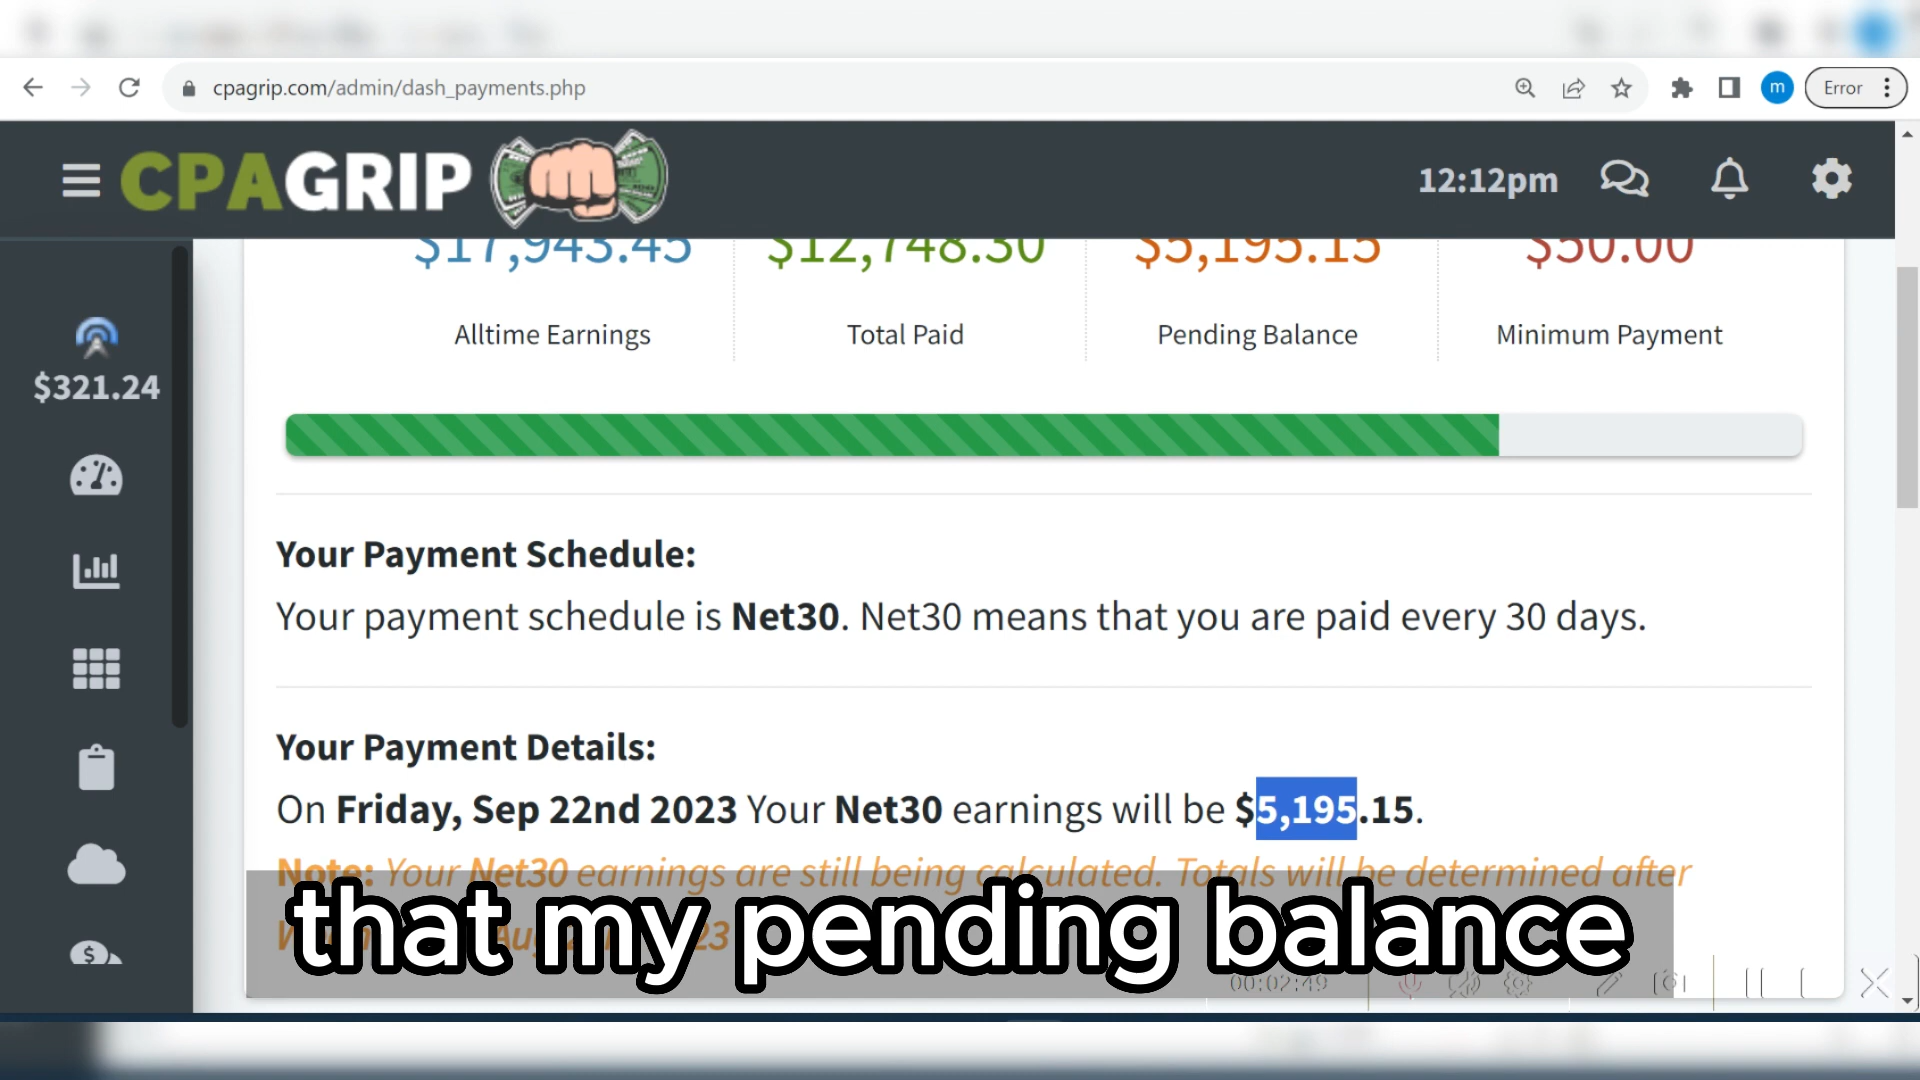 cpagrip.com/admin/dash_payments.php
m
Error
CPAGRIP
12:12pm
$17,943.45
$12,748.30
$5,195.15
$50.00
Alltime Earnings
Total Paid
Pending Balance
Minimum Payment
$321.24
Your Payment Schedule:
Your payment schedule is Net30. Net30 means that you are paid every 30 days.
Your Payment Details:
On Friday, Sep 22nd 2023 Your Net30 earnings will be $5,195.15.
Note: Your Net30 earnings are still being calculated. Totals will be determined after
that my pending balance
00:02:49